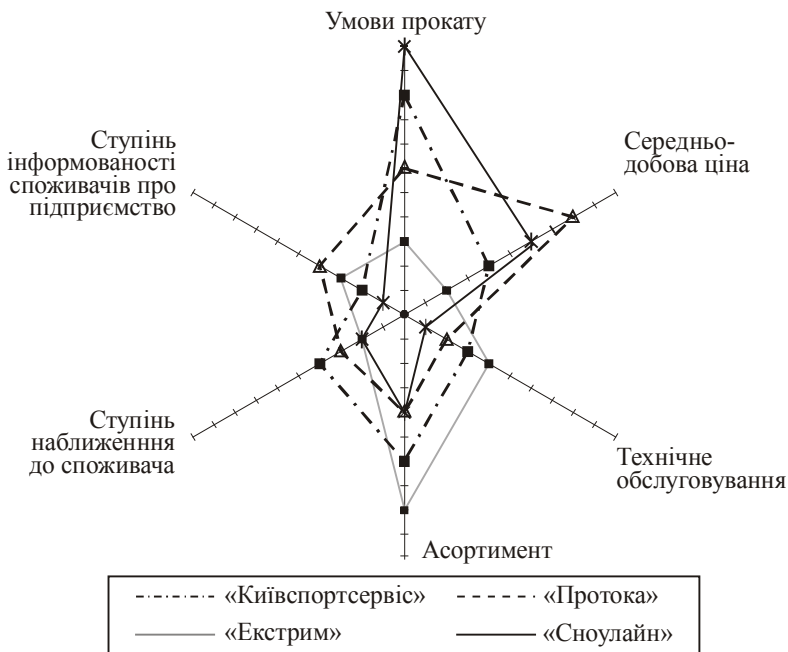 Умови прокату
Ступінь
інформованості
споживачів про
підприємство
Середньо-
добова ціна
Ступінь
наближеннння
до споживача
Технічне
обслуговування
Асортимент
«Київспортсервіс»
«Протока»
«Екстрим»
«Сноулайн»